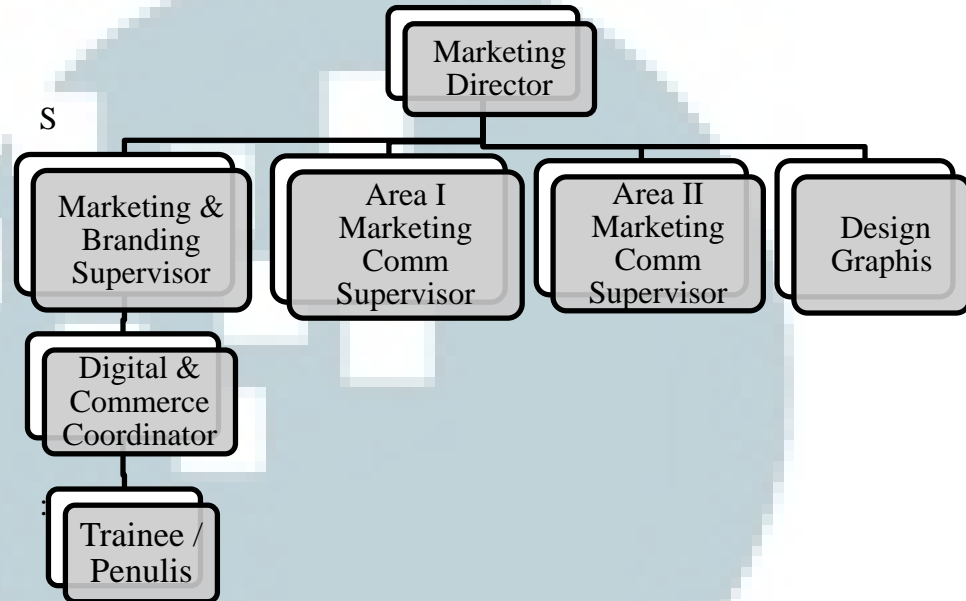 Marketing
Director
S
Marketing &
Branding
Supervisor
Area I
Marketing
Comm
Supervisor
Area II
Marketing
Comm
Supervisor
Design
Graphis
Digital &
Commerce
Coordinator
:
Trainee /
Penulis